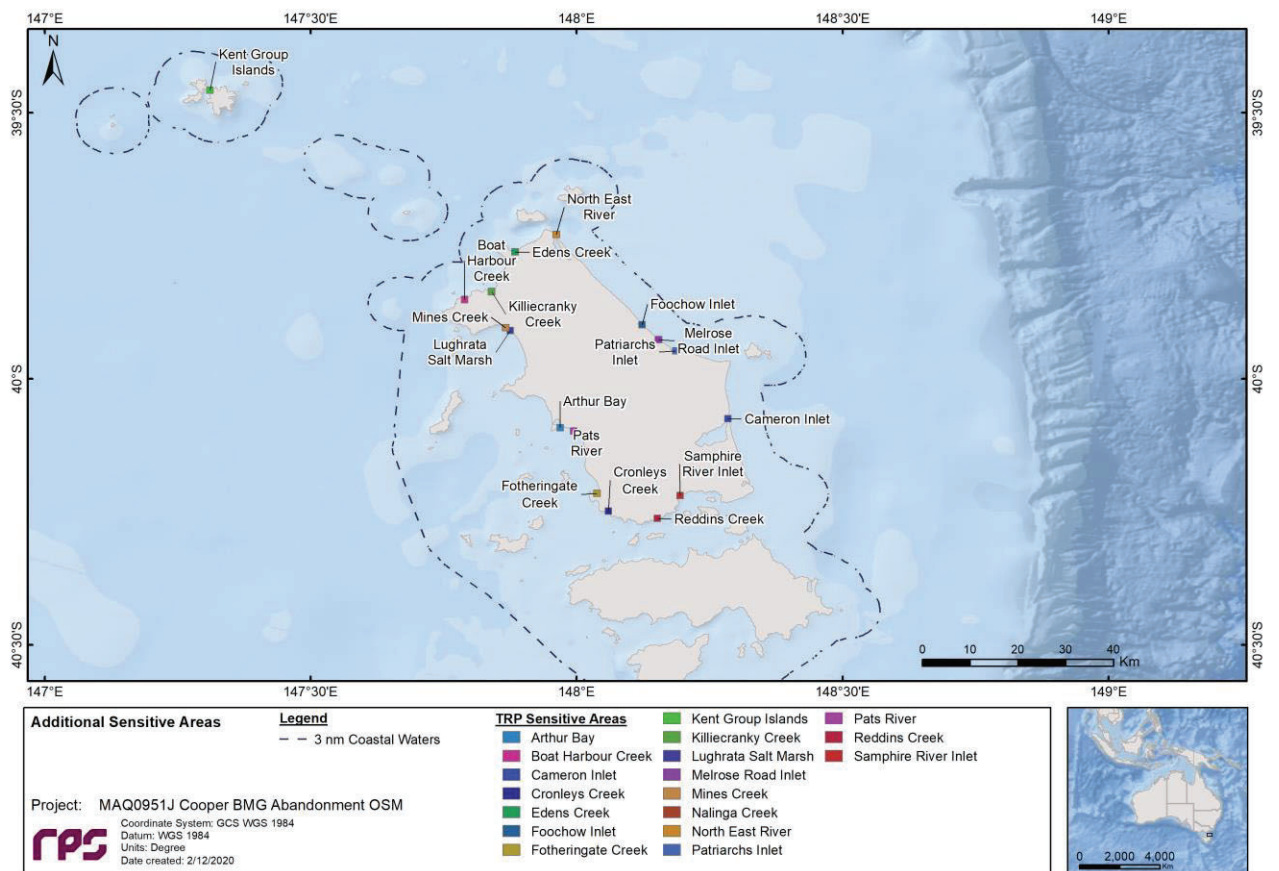 147°E
147°30'E
148°E
148°30'E
149°E
N
Kent Group
Islands
39°30'S
39°30'S
North East
River
Boat
Harbour
Creek
Edens Creek
Killiecranky
Creek
Foochow Inlet
Mines Creek
Melrose
Road Inlet
Patriarchs
Inlet
Lughrata
Salt Marsh
40°S
40°S
Arthur Bay
Cameron Inlet
Pats
River
Samphire
River Inlet
Cronleys
Creek
Fotheringate
Creek
Reddins Creek
40°30'S
40°30'S
0 10 20 30 40
Km
147°E
147°30'E
148°E
148°30'E
149°E
Additional Sensitive Areas
Legend
3 nm Coastal Waters
TRP Sensitive Areas
Arthur Bay
Boat Harbour Creek
Cameron Inlet
Cronleys Creek
Edens Creek
Foochow Inlet
Fotheringate Creek
Kent Group Islands
Killiecranky Creek
Lughrata Salt Marsh
Melrose Road Inlet
Mines Creek
Nalinga Creek
North East River
Patriarchs Inlet
Pats River
Reddins Creek
Samphire River Inlet
Project: MAQ0951J Cooper BMG Abandonment OSM
rps
Coordinate System: GCS WGS 1984
Datum: WGS 1984
Units: Degree
Date created: 2/12/2020
0 2,000 4,000
Km